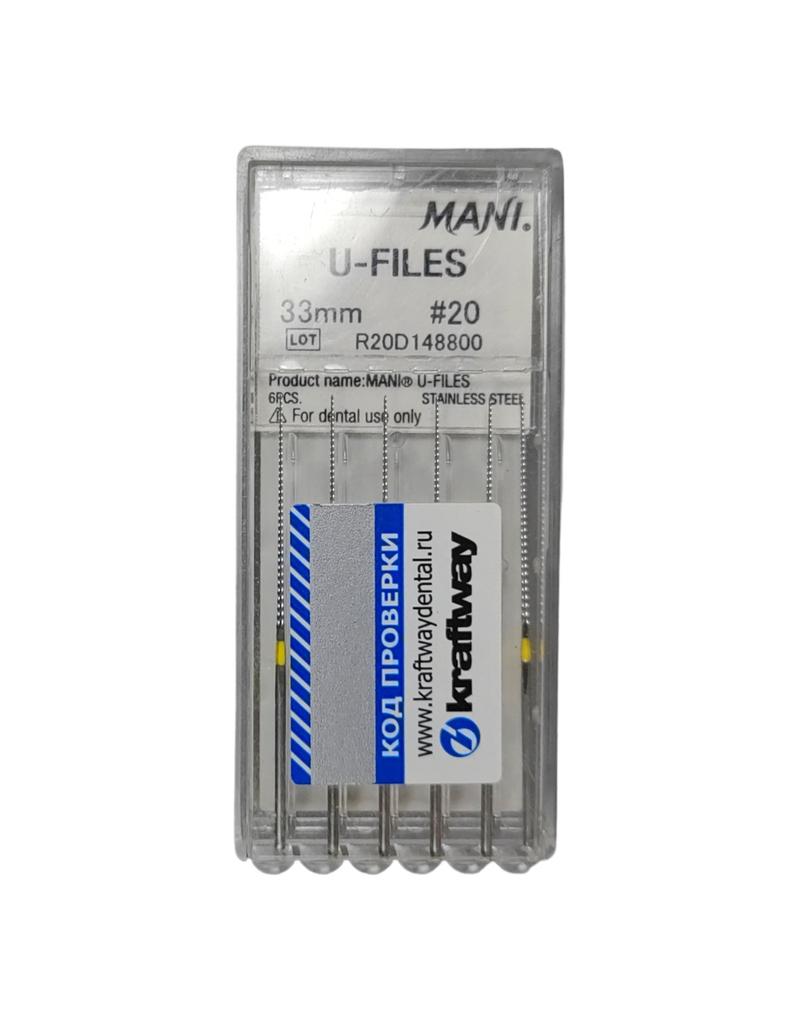 MANI®
U-FILES
33mm #20
LOT R20D148800
Product name:MANI® U-FILES
6PCS. STAINLESS STEEL
For dental use only
КОД ПРОВЕРКИ
www.kraftwaydental.ru
kraftway